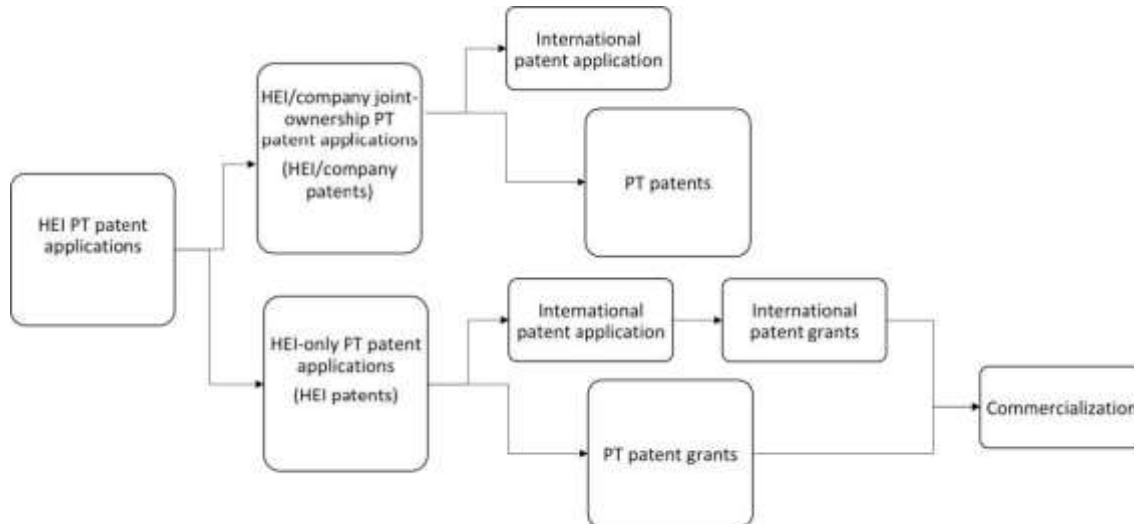 International
patent application
HEI/company joint-
ownership PT
patent applications
(HEI/company
patents)
PT patents
HEI PT patent
applications
International
patent application
International
patent grants
HEI-only PT patent
applications
(HEI patents)
Commercialization
PT patent grants